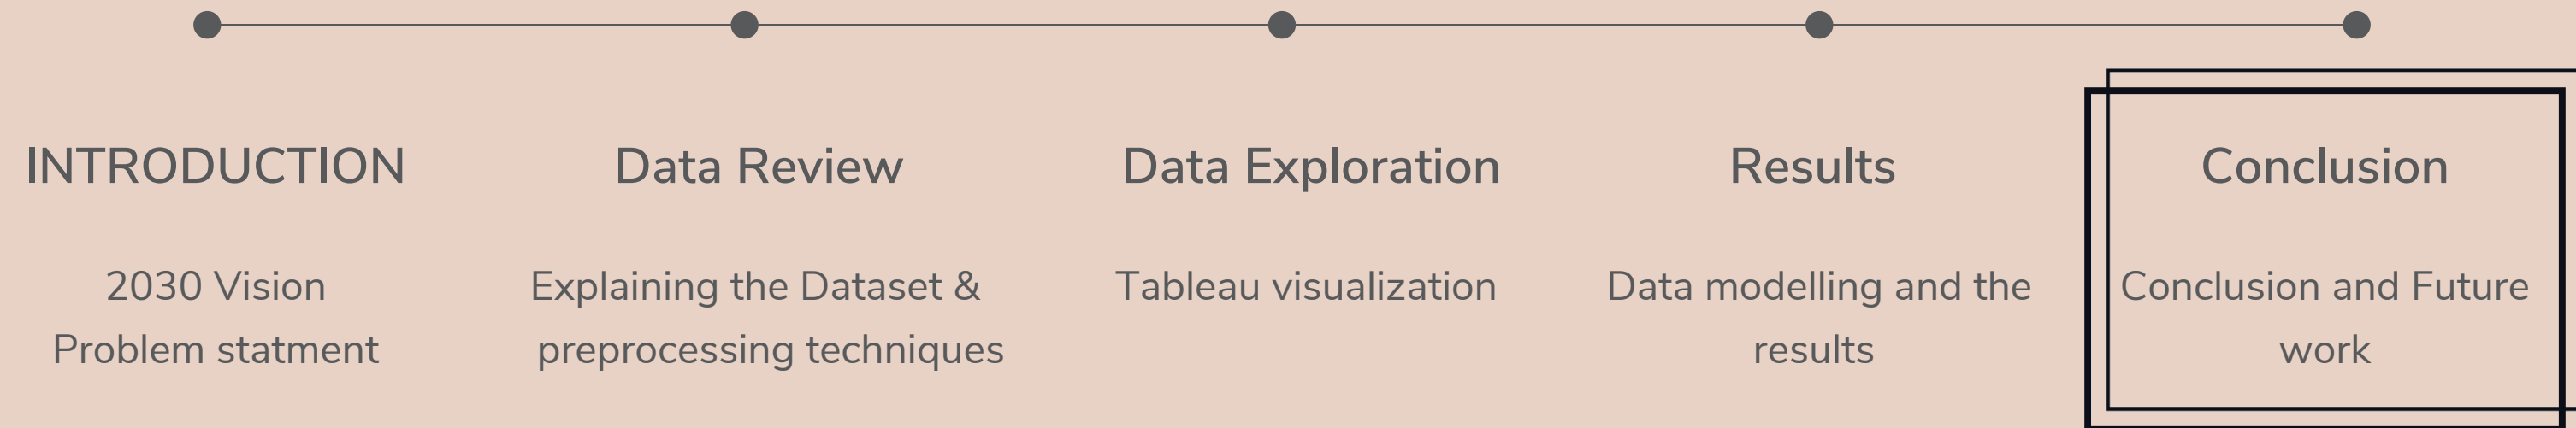 INTRODUCTION
2030 Vision
Problem statment
Data Review
Explaining the Dataset &
preprocessing techniques
Data Exploration
Tableau visualization
Results
Data modelling and the
results
Conclusion
Conclusion and Future
work